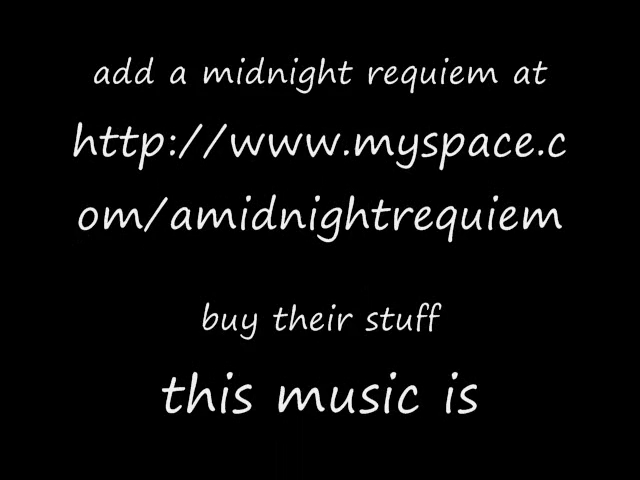 add a midnight requiem at
http://www.myspace.c
om/amidnightrequiem
buy their stuff
this music is